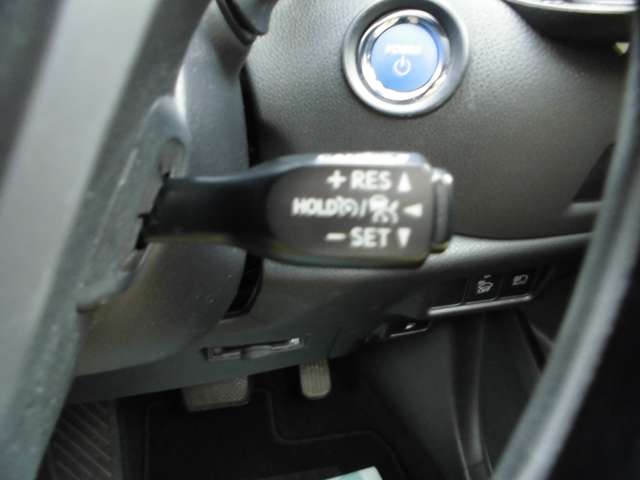 POWER
+ RES ▲
HOLD / ◄
− SET ▼